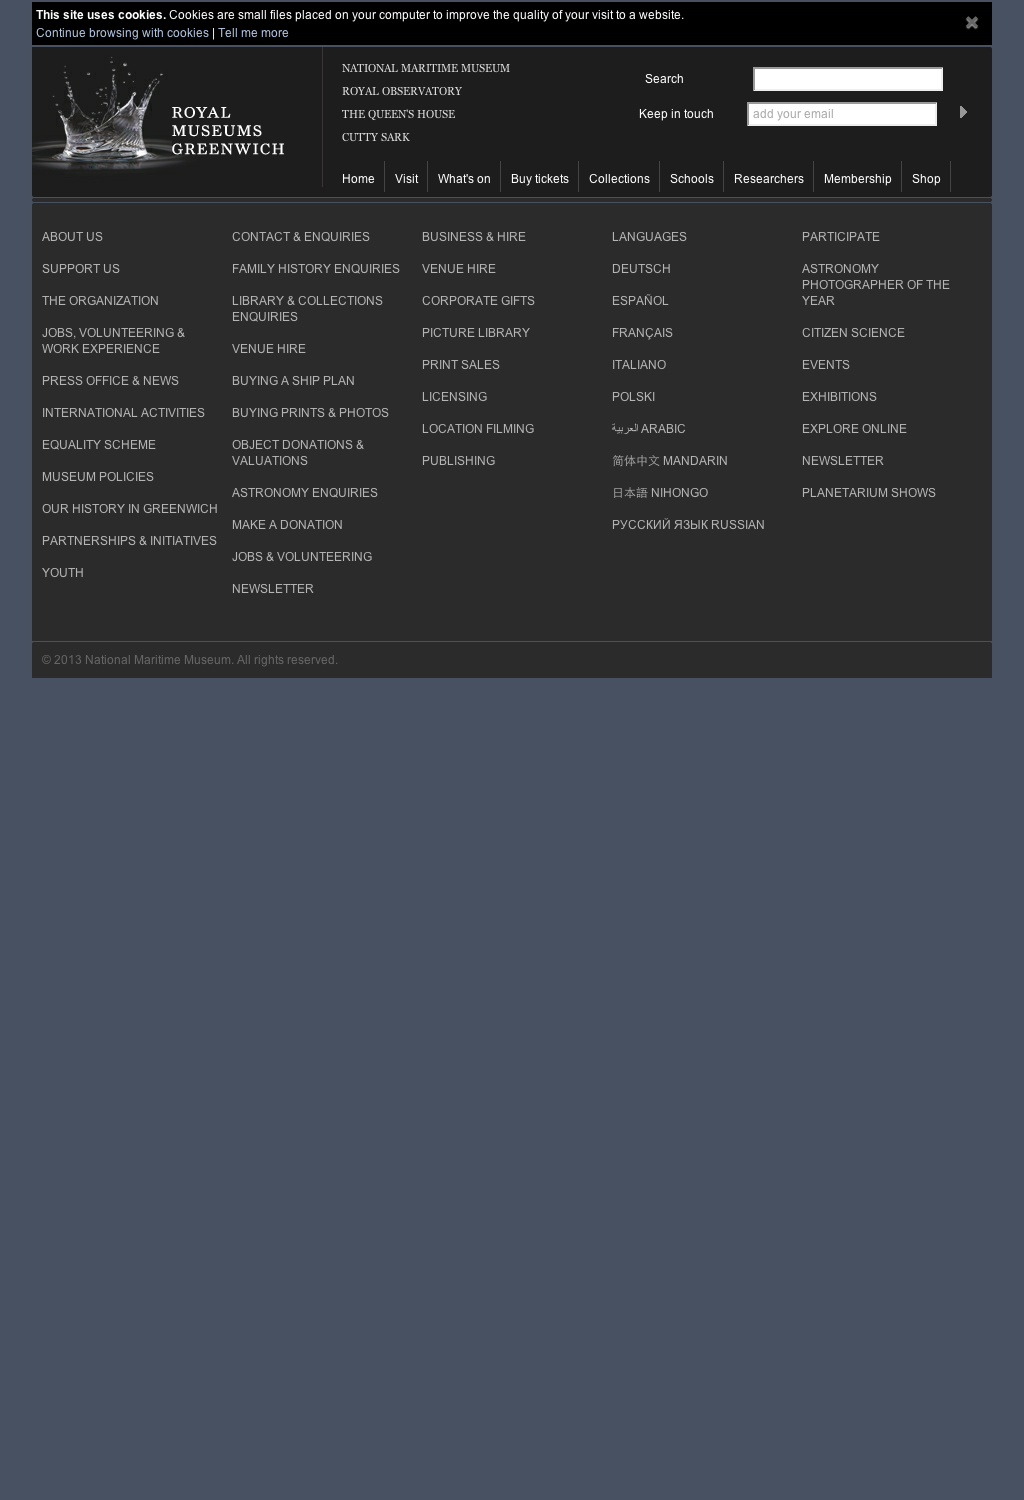 This site uses cookies. Cookies are small files placed on your computer to improve the quality of your visit to a website.
Continue browsing with cookies | Tell me more
ROYAL
MUSEUMS
GREENWICH
NATIONAL MARITIME MUSEUM
ROYAL OBSERVATORY
THE QUEEN'S HOUSE
CUTTY SARK
Search
Keep in touch
add your email
Home
Visit
What's on
Buy tickets
Collections
Schools
Researchers
Membership
Shop
ABOUT US
SUPPORT US
THE ORGANIZATION
JOBS, VOLUNTEERING &
WORK EXPERIENCE
PRESS OFFICE & NEWS
INTERNATIONAL ACTIVITIES
EQUALITY SCHEME
MUSEUM POLICIES
OUR HISTORY IN GREENWICH
PARTNERSHIPS & INITIATIVES
YOUTH
CONTACT & ENQUIRIES
FAMILY HISTORY ENQUIRIES
LIBRARY & COLLECTIONS
ENQUIRIES
VENUE HIRE
BUYING A SHIP PLAN
BUYING PRINTS & PHOTOS
OBJECT DONATIONS &
VALUATIONS
ASTRONOMY ENQUIRIES
MAKE A DONATION
JOBS & VOLUNTEERING
NEWSLETTER
BUSINESS & HIRE
VENUE HIRE
CORPORATE GIFTS
PICTURE LIBRARY
PRINT SALES
LICENSING
LOCATION FILMING
PUBLISHING
LANGUAGES
DEUTSCH
ESPAÑOL
FRANÇAIS
ITALIANO
POLSKI
العربية ARABIC
简体中文 MANDARIN
日本語 NIHONGO
РУССКИЙ ЯЗЫК RUSSIAN
PARTICIPATE
ASTRONOMY
PHOTOGRAPHER OF THE
YEAR
CITIZEN SCIENCE
EVENTS
EXHIBITIONS
EXPLORE ONLINE
NEWSLETTER
PLANETARIUM SHOWS
© 2013 National Maritime Museum. All rights reserved.